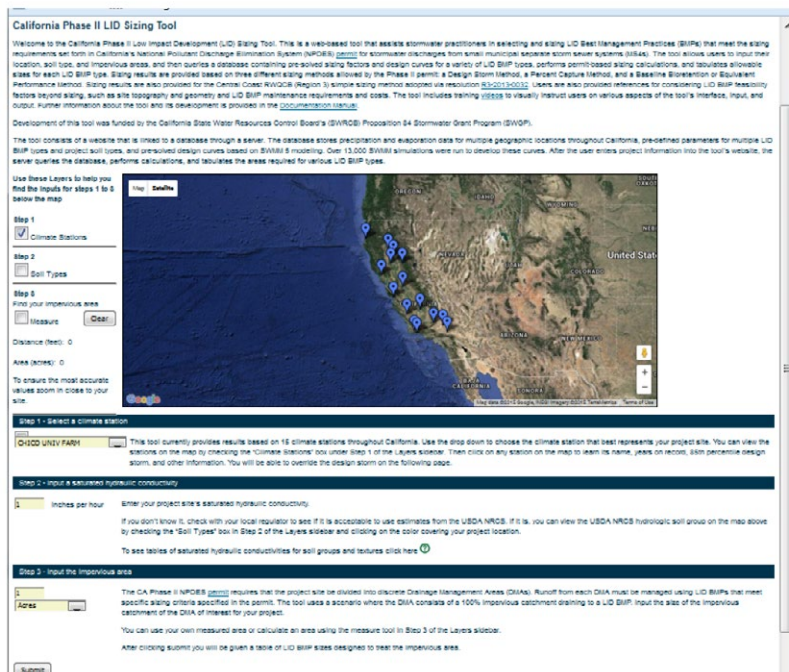 California Phase II LID Sizing Tool
Welcome to the California Phase II Low Impact Development (LID) Sizing Tool. This is a web-based tool that assists stormwater practitioners in selecting and sizing LID Best Management Practices (BMPs) that meet the sizing
requirements set forth in California's National Pollutant Discharge Elimination System (NPDES) permit for stormwater discharges from small municipal separate storm sewer systems (MS4s). The tool allows users to input their
location, soil type, and impervious areas, and then queries a database containing pre-solved sizing factors and design curves for a variety of LID BMP types, performs permit-based sizing calculations, and tabulates allowable
sizes for each LID BMP type. Sizing results are provided based on three different sizing methods allowed by the Phase II permit: a Design Storm Method, a Percent Capture Method, and a Baseline Bioretention or Equivalent
Performance Method. Sizing results are also provided for the Central Coast RWQCB (Region 3) simple sizing method adopted via resolution R3-2013-0032. Users are also provided references for considering LID BMP feasibility
factors beyond sizing, such as site topography and geometry and LID BMP maintenance requirements and costs. The tool includes training videos to visually instruct users on various aspects of the tool's interface, input, and
output. Further information about the tool and its development is provided in the Documentation Manual.
Development of this tool was funded by the California State Water Resources Control Board's (SWRCB) Proposition 84 Stormwater Grant Program (SWGP).
The tool consists of a website that is linked to a database through a server. The database stores precipitation and evaporation data for multiple geographic locations throughout California, pre-defined parameters for multiple LID
BMP types and project soil types, and pre-solved design curves based on SWMM 5 modelling. Over 13,000 SWMM simulations were run to develop these curves. After the user enters project information into the tool's website, the
server queries the database, performs calculations, and tabulates the areas required for various LID BMP types.
Use these Layers to help you
find the inputs for steps 1 to 3
below the map
Step 1
Climate Stations
Step 2
Soil Types
Step 3
Find your impervious area
Measure Clear
Distance (feet): 0
Area (acres): 0
To ensure the most accurate
values zoom in close to your
site.
Map Satellite
OREGON
IDAHO
WYOMING
SOUTH
DAKOTA
NEB
NEVADA
UTAH
COLORADO
United Stat
ARIZONA
NEW MEXICO
BAJA
CALIFORNIA
SONORA
Google
Map data ©2015 Google, INEGI Imagery ©2015 TerraMetrics Terms of Use
Step 1 - Select a climate station
CHICO UNIV FARM
This tool currently provides results based on 15 climate stations throughout California. Use the drop down to choose the climate station that best represents your project site. You can view the
stations on the map by checking the "Climate Stations" box under Step 1 of the Layers sidebar. Then click on any station on the map to learn its name, years on record, 85th percentile design
storm, and other information. You will be able to override the design storm on the following page.
Step 2 - Input a saturated hydraulic conductivity
1 inches per hour
Enter your project site's saturated hydraulic conductivity.
If you don't know it, check with your local regulator to see if it is acceptable to use estimates from the USDA NRCS. If it is, you can view the USDA NRCS hydrologic soil group on the map above
by checking the "Soil Types" box in Step 2 of the Layers sidebar and clicking on the color covering your project location.
To see tables of saturated hydraulic conductivities for soil groups and textures click here ?
Step 3 - Input the impervious area
1
Acres
The CA Phase II NPDES permit requires that the project site be divided into discrete Drainage Management Areas (DMAs). Runoff from each DMA must be managed using LID BMPs that meet
specific sizing criteria specified in the permit. The tool uses a scenario where the DMA consists of a 100% impervious catchment draining to a LID BMP. Input the size of the impervious
catchment of the DMA of interest for your project.
You can use your own measured area or calculate an area using the measure tool in Step 3 of the Layers sidebar.
After clicking submit you will be given a table of LID BMP sizes designed to treat the impervious area.
Submit